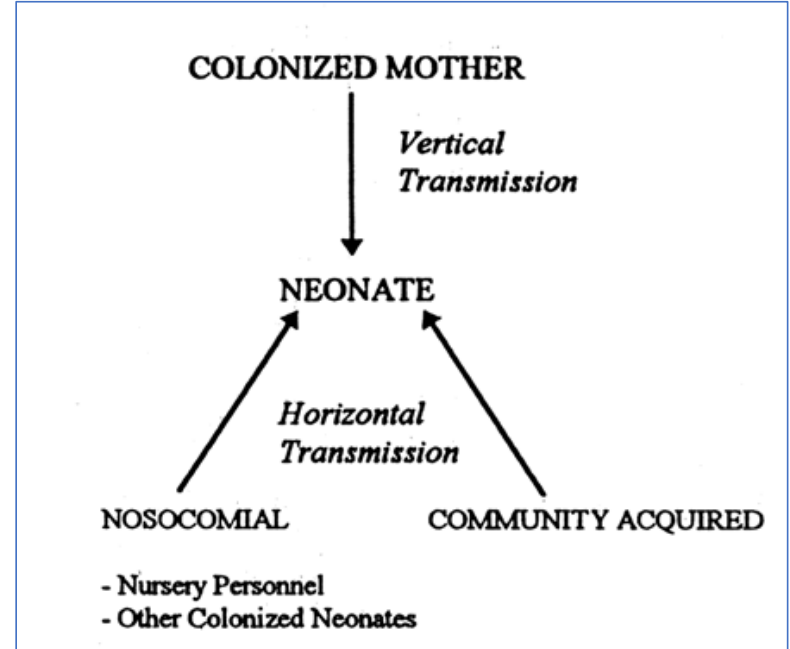 COLONIZED MOTHER
Vertical
Transmission
NEONATE
Horizontal
Transmission
NOSOCOMIAL
COMMUNITY ACQUIRED
- Nursery Personnel
- Other Colonized Neonates